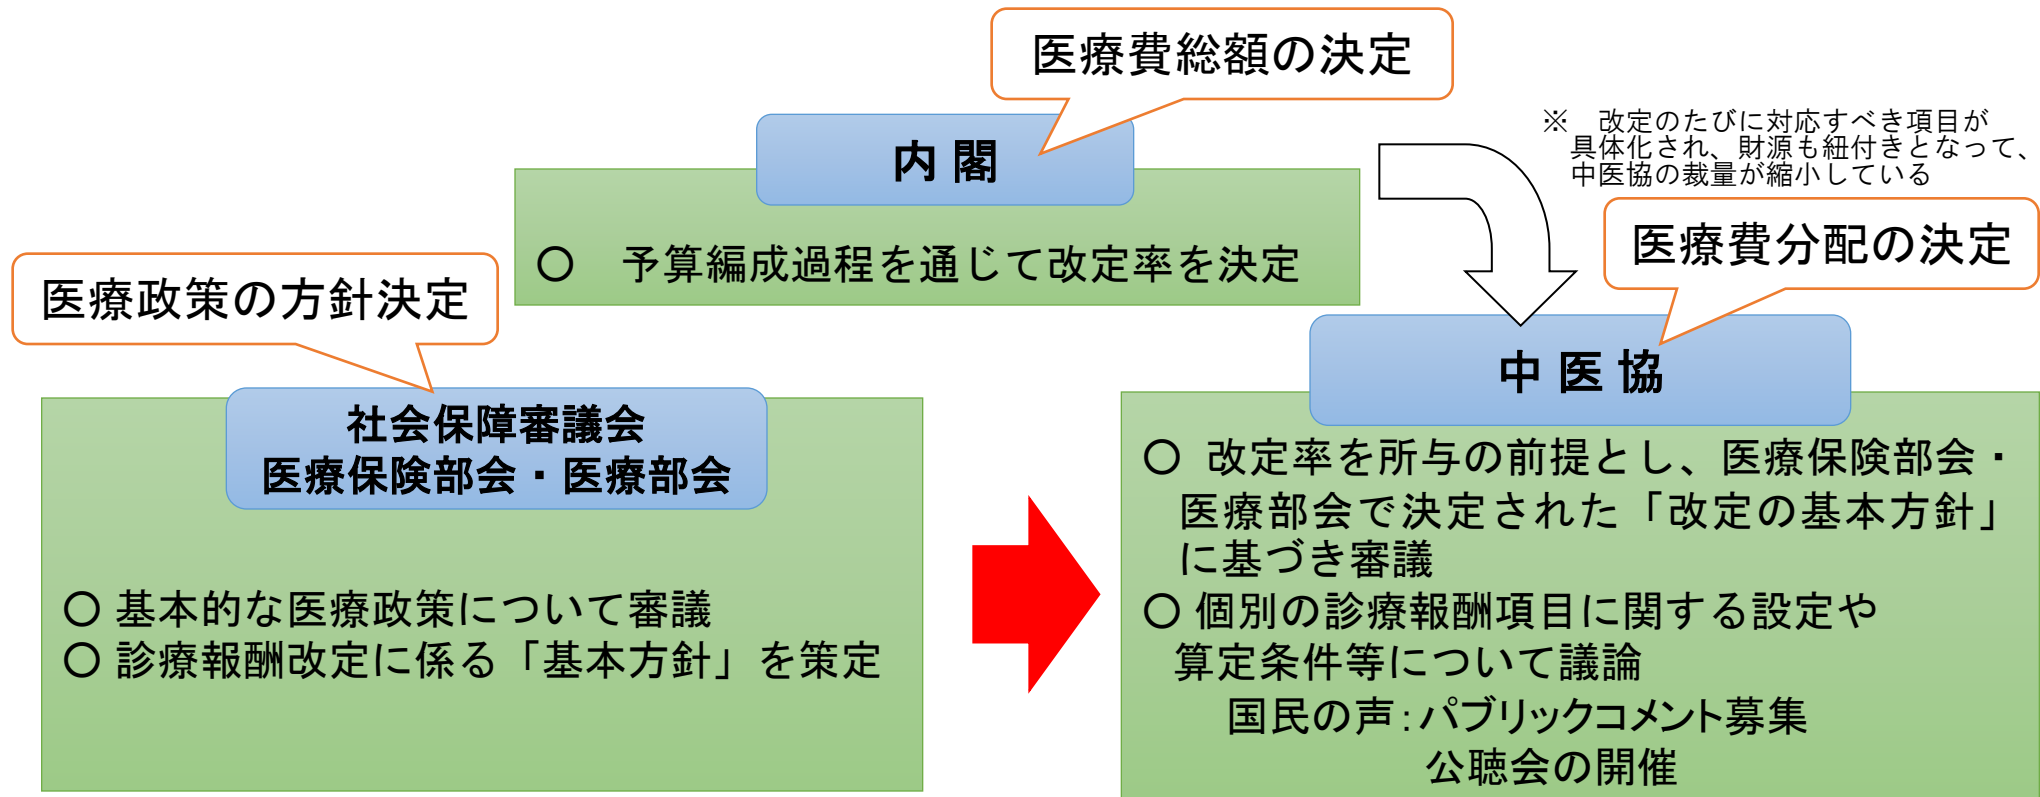 医療費総額の決定
内閣
○ 予算編成過程を通じて改定率を決定
※ 改定のたびに対応すべき項目が
具体化され、財源も紐付きとなって、
中医協の裁量が縮小している
医療費分配の決定
医療政策の方針決定
社会保障審議会
医療保険部会・医療部会
○ 基本的な医療政策について審議
○ 診療報酬改定に係る「基本方針」を策定
中医協
○ 改定率を所与の前提とし、医療保険部会・
医療部会で決定された「改定の基本方針」
に基づき審議
○ 個別の診療報酬項目に関する設定や
算定条件等について議論
国民の声：パブリックコメント募集
公聴会の開催